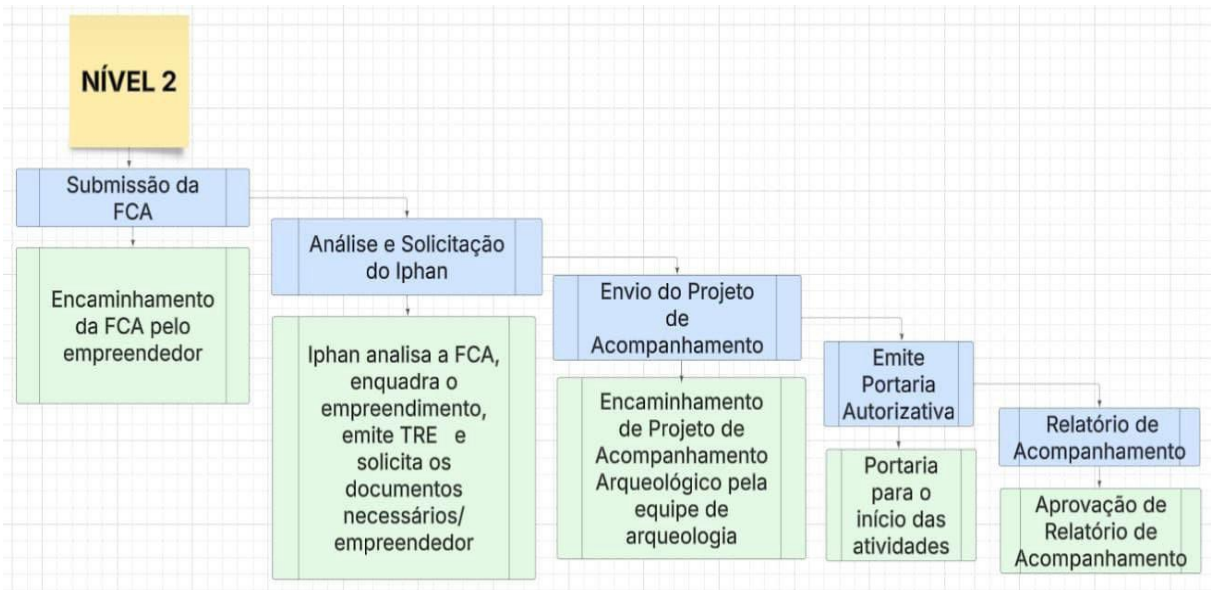 NÍVEL 2
Submissão da
FCA
Encaminhamento
da FCA pelo
empreendedor
Análise e Solicitação
do Iphan
Iphan analisa a FCA,
enquadra o
empreendimento,
emite TRE e
solicita os
documentos
necessários/
empreendedor
Envio do Projeto
de
Acompanhamento
Encaminhamento
de Projeto de
Acompanhamento
Arqueológico pela
equipe de
arqueologia
Emite
Portaria
Autorizativa
Portaria
para o
início das
atividades
Relatório de
Acompanhamento
Aprovação de
Relatório de
Acompanhamento